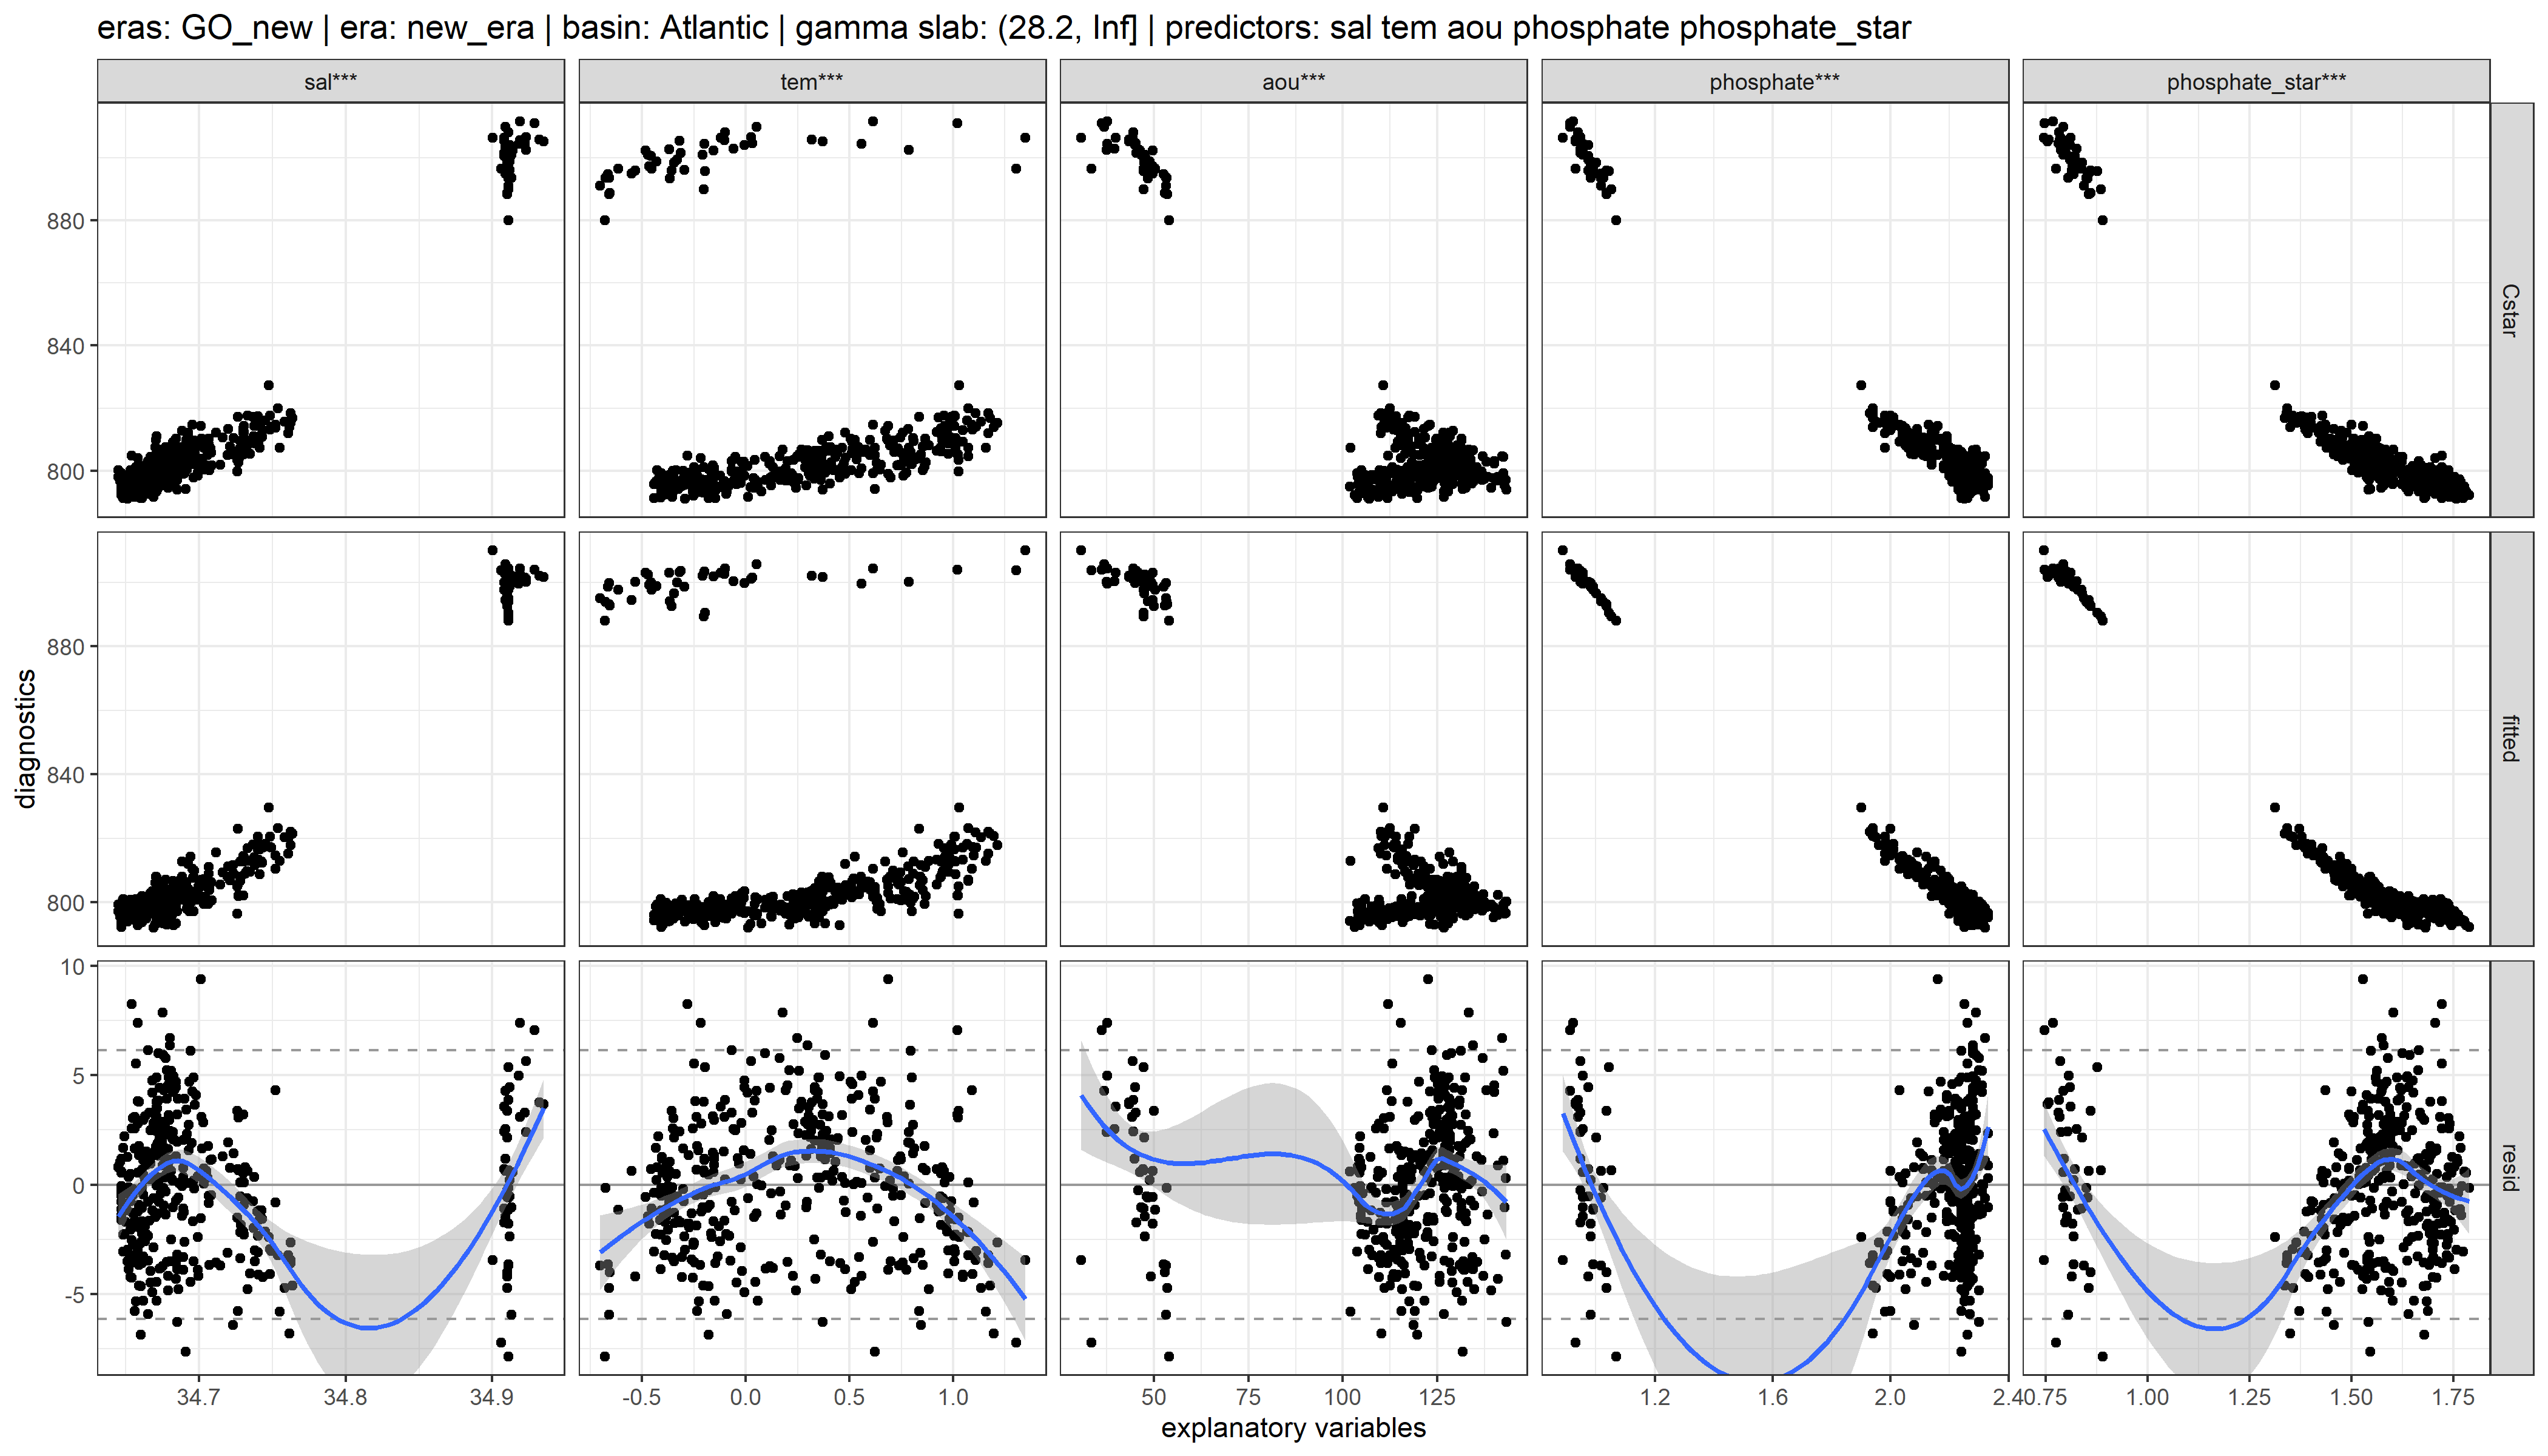 eras: GO_new | era: new_era | basin: Atlantic | gamma slab: (28.2, Inf] | predictors: sal tem aou phosphate phosphate_star
sal*** tem*** aou*** phosphate*** phosphate_star***
880
840
800
Cstar
880
840
800
fitted
diagnostics
10
5
0
-5
resid
34.7 34.8 34.9 -0.5 0.0 0.5 1.0 50 75 100 125 1.2 1.6 2.0 2.4 0.75 1.00 1.25 1.50 1.75
explanatory variables